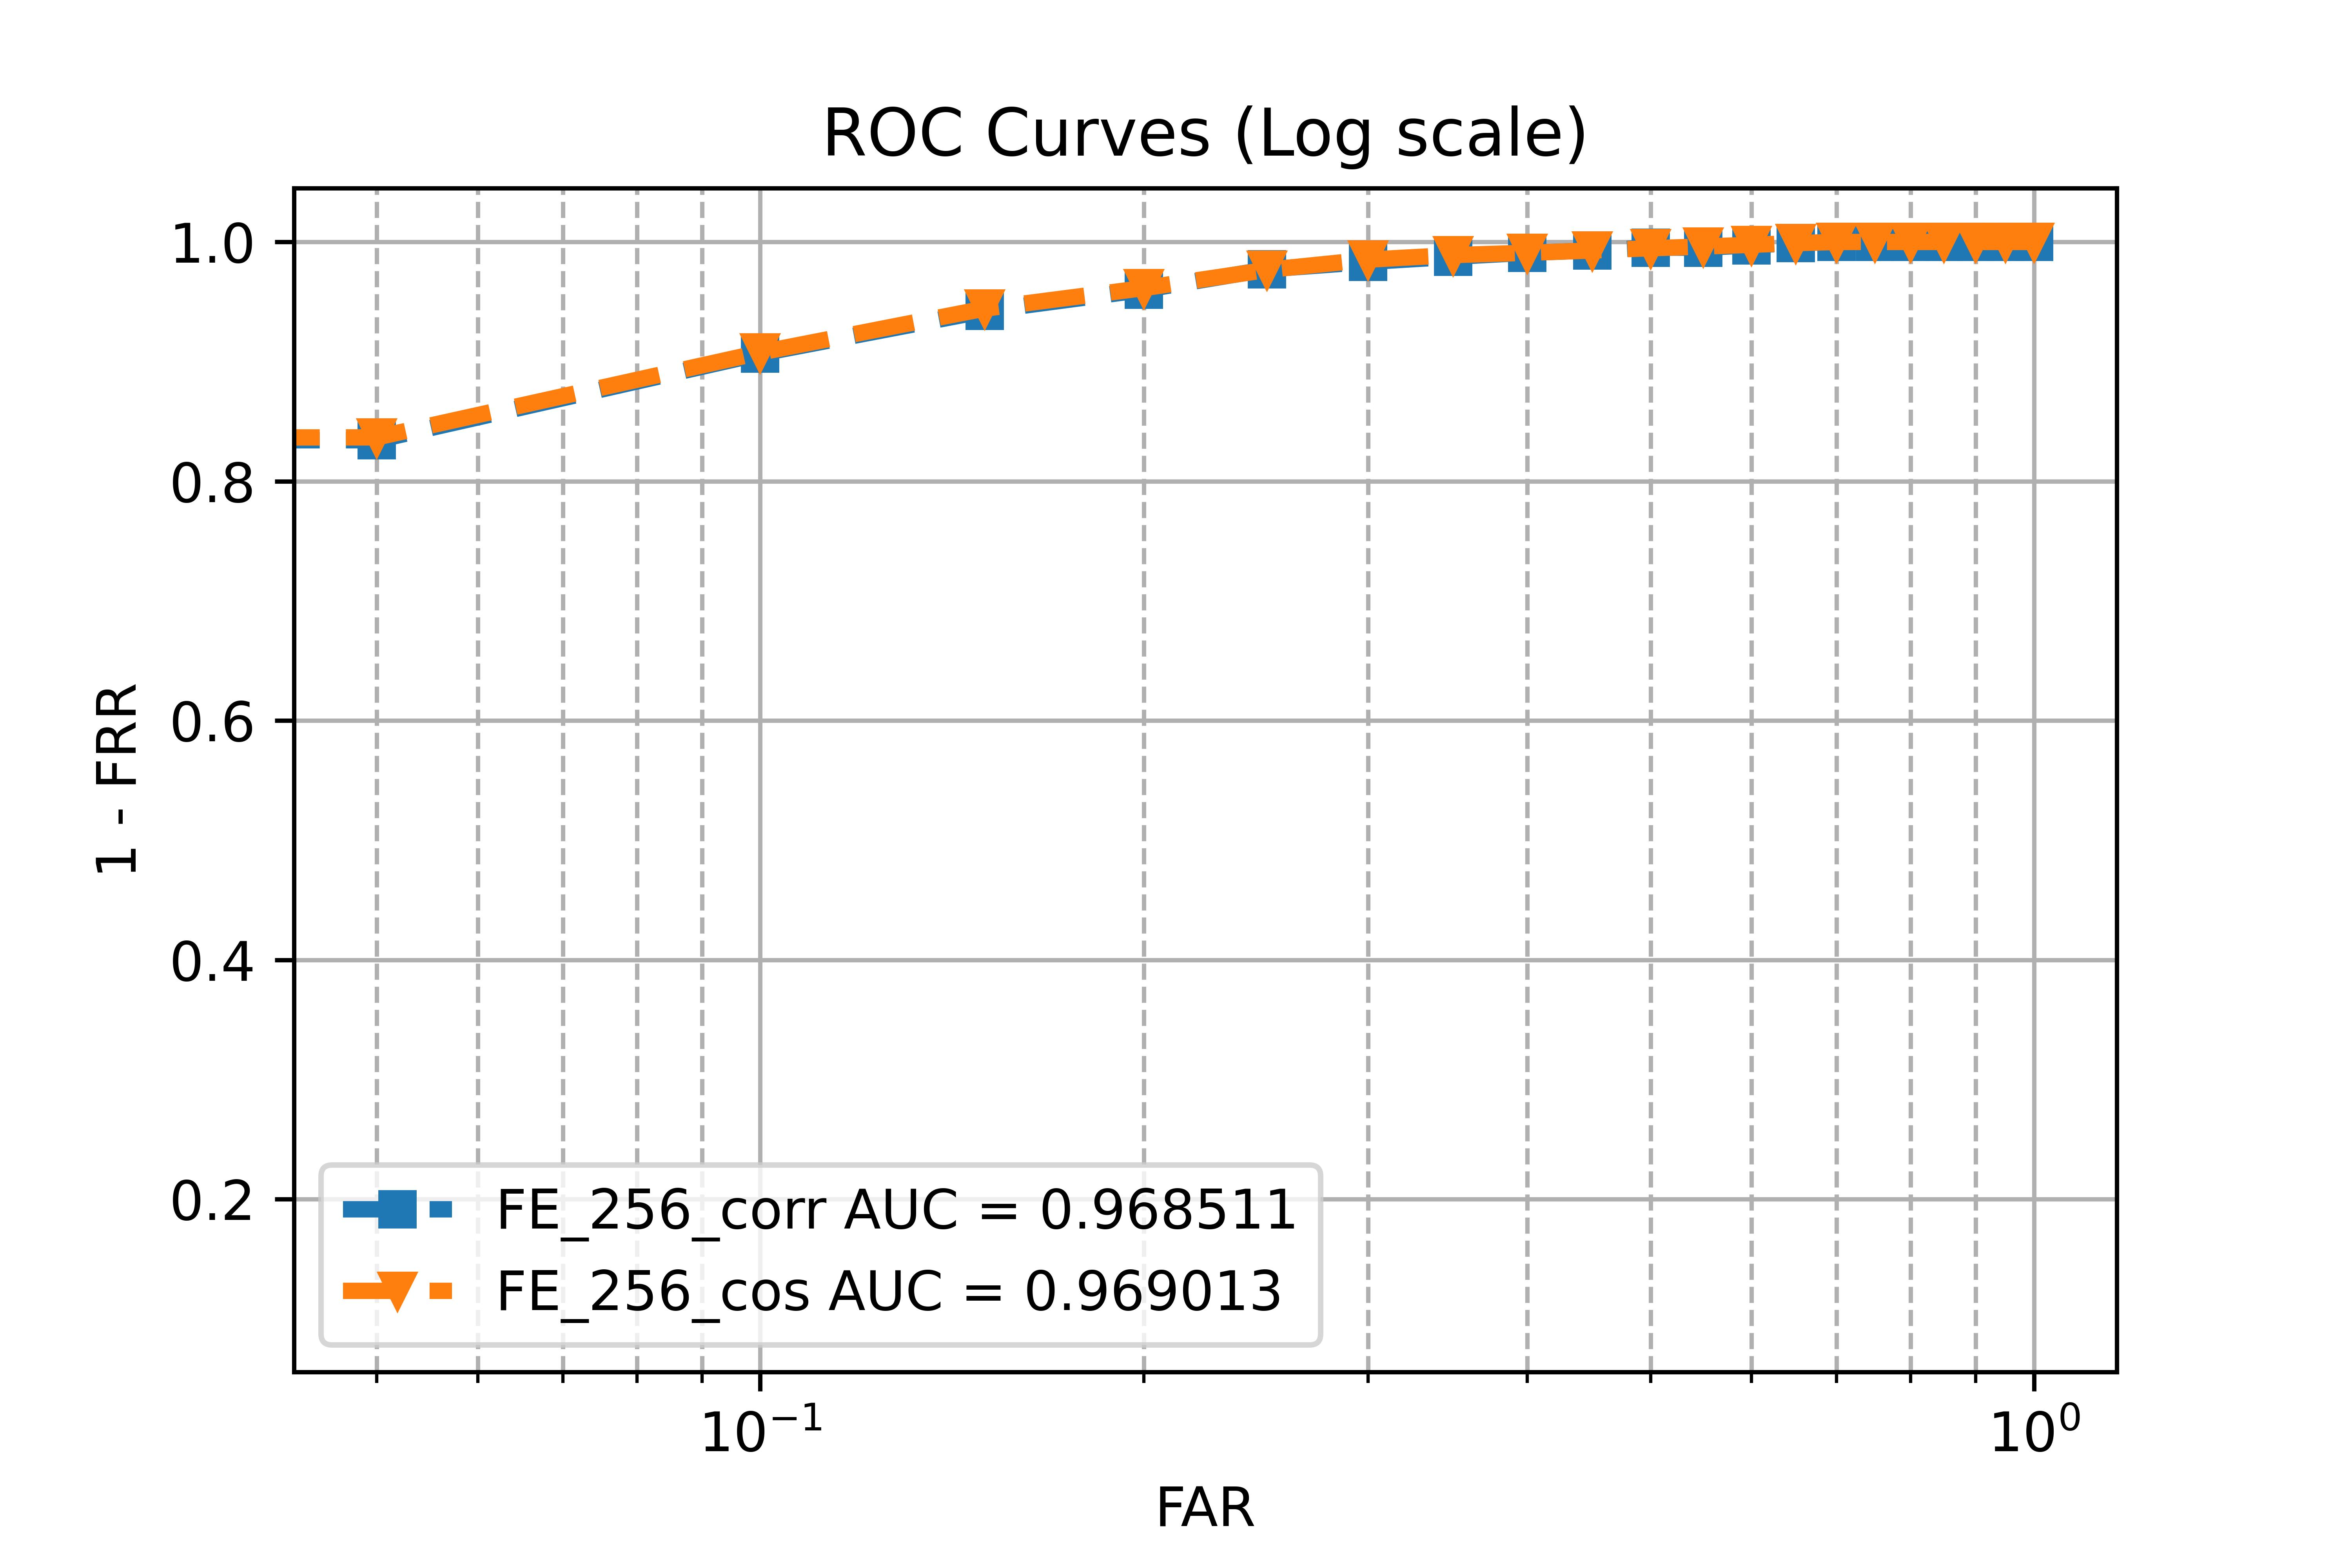 ROC Curves (Log scale)
1.0
0.8
0.6
0.4
0.2
1 - FRR
FE_256_corr AUC = 0.968511
FE_256_cos AUC = 0.969013
10⁻¹
10⁰
FAR